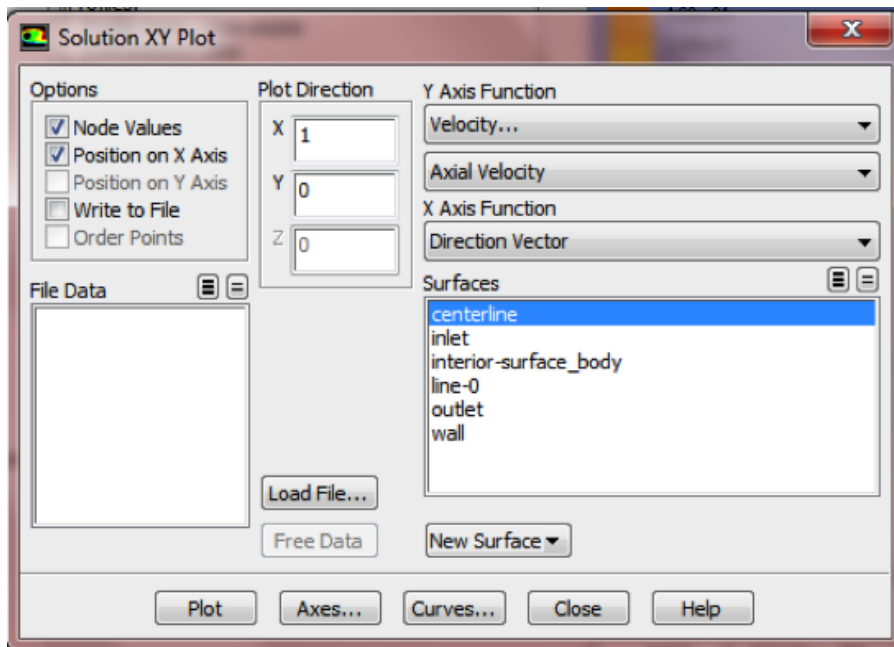 Solution XY Plot
X
Options
Node Values
Position on X Axis
Position on Y Axis
Write to File
Order Points
Plot Direction
X 1
Y 0
Z 0
Y Axis Function
Velocity...
Axial Velocity
X Axis Function
Direction Vector
File Data
Surfaces
centerline
inlet
interior-surface_body
line-0
outlet
wall
Load File...
Free Data
New Surface
Plot
Axes...
Curves...
Close
Help